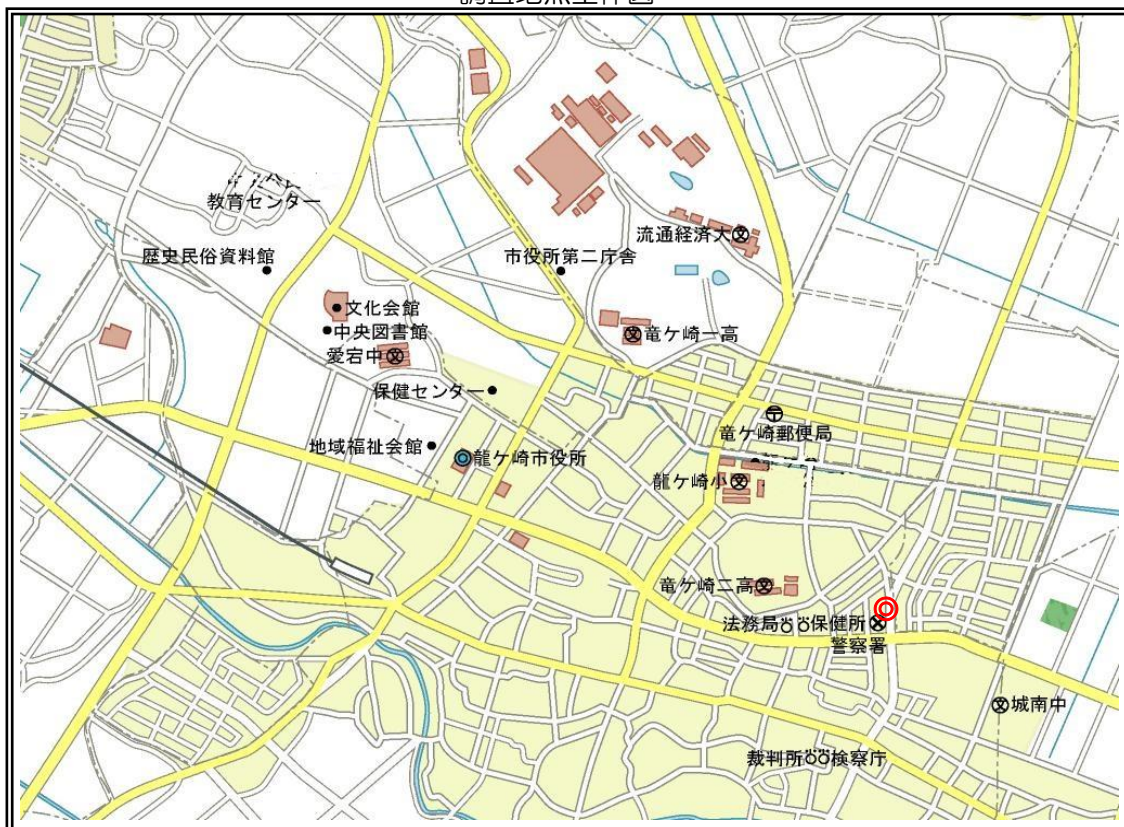 教育センター
流通経済大
歴史民俗資料館
市役所第二庁舎
文化会館
中央図書館
竜ケ崎一高
愛宕中
保健センター
竜ケ崎郵便局
地域福祉会館
龍ケ崎市役所
龍ケ崎小
竜ケ崎二高
法務局
保健所
警察署
城南中
裁判所
検察庁